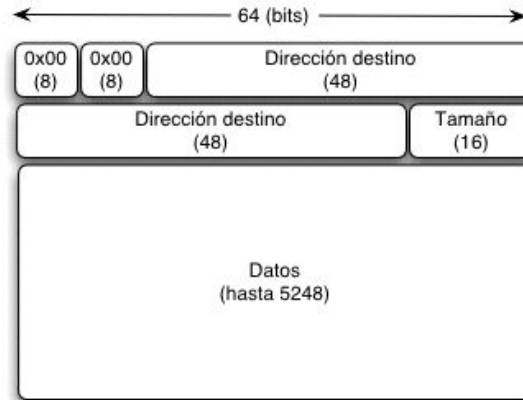 64 (bits)
0x00 0x00 Dirección destino
(8) (8) (48)
Dirección destino Tamaño
(48) (16)
Datos
(hasta 5248)